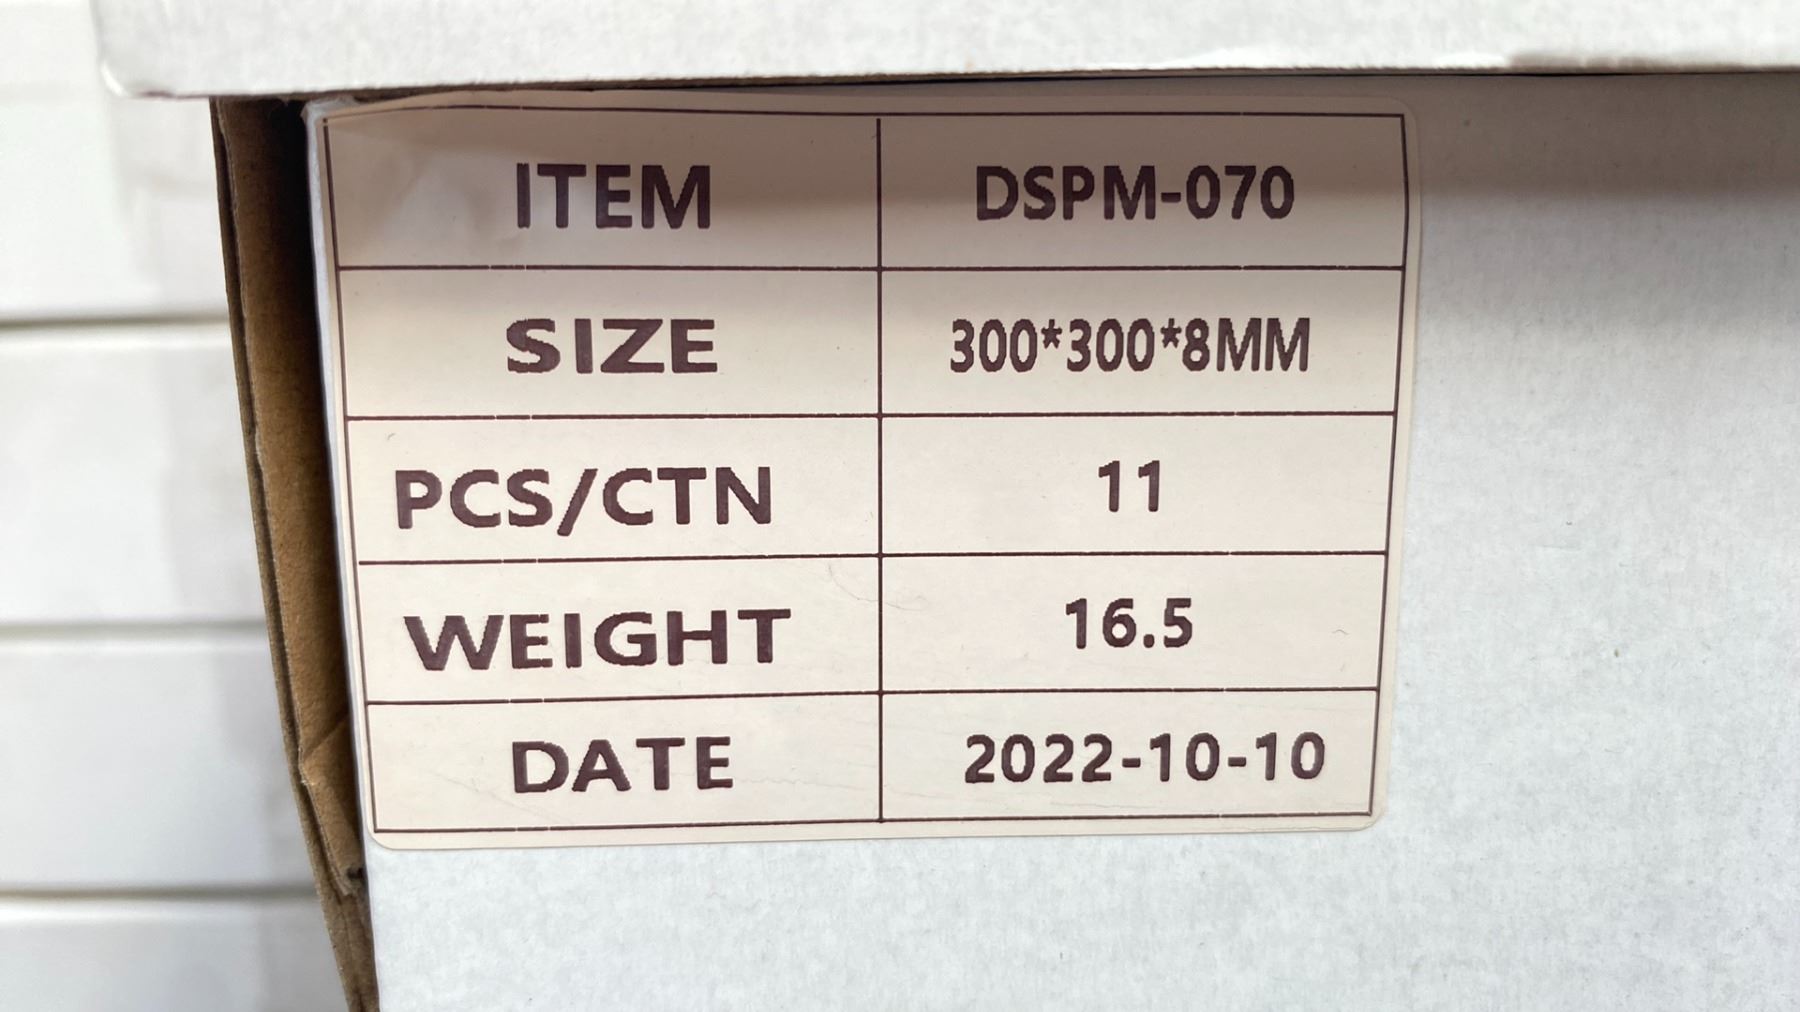 ITEM DSPM-070
SIZE 300*300*8MM
PCS/CTN 11
WEIGHT 16.5
DATE 2022-10-10